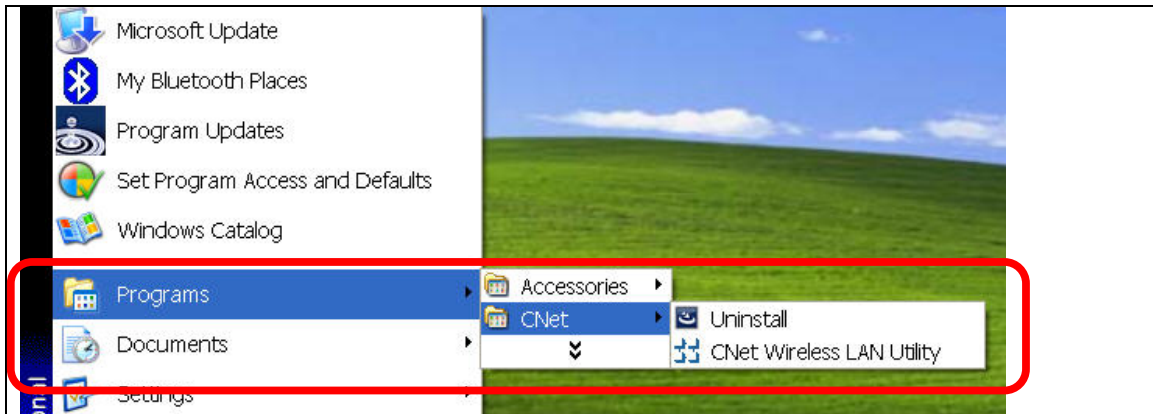 Microsoft Update
My Bluetooth Places
Program Updates
Set Program Access and Defaults
Windows Catalog
Programs
Accessories
CNet
Uninstall
Documents
CNet Wireless LAN Utility
Settings
onal